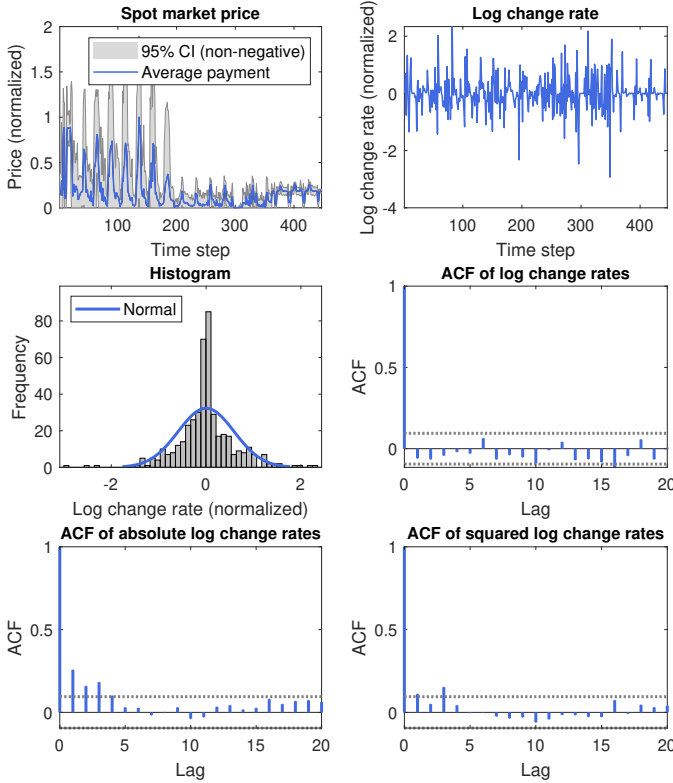 Spot market price
Price (normalized)
2
1.5
1
0.5
0
95% CI (non-negative)
Average payment
100 200 300 400
Time step
Log change rate
Log change rate (normalized)
2
0
-2
-4
100 200 300 400
Time step
Histogram
Frequency
80
60
40
20
0
Normal
-2 0 2
Log change rate (normalized)
ACF of log change rates
ACF
1
0.5
0
0 5 10 15 20
Lag
ACF of absolute log change rates
ACF
1
0.5
0
0 5 10 15 20
Lag
ACF of squared log change rates
ACF
1
0.5
0
0 5 10 15 20
Lag